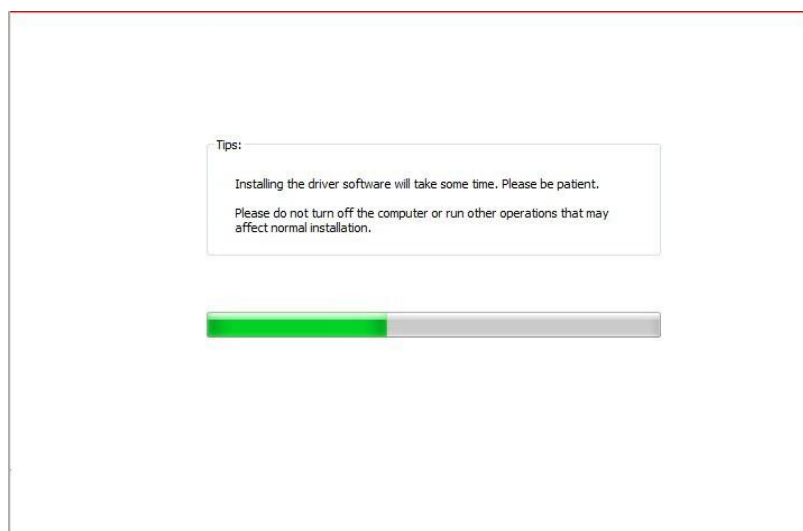 Tips:
Installing the driver software will take some time. Please be patient.
Please do not turn off the computer or run other operations that may
affect normal installation.